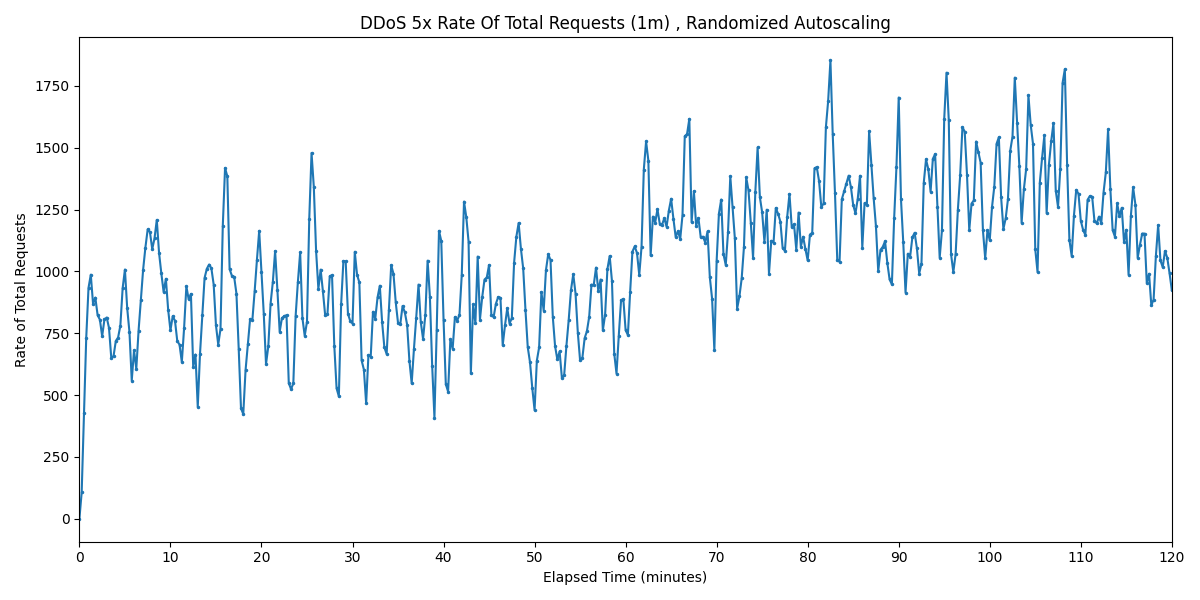 DDoS 5x Rate Of Total Requests (1m) , Randomized Autoscaling
Rate of Total Requests
1750
1500
1250
1000
750
500
250
0
0 10 20 30 40 50 60 70 80 90 100 110 120
Elapsed Time (minutes)